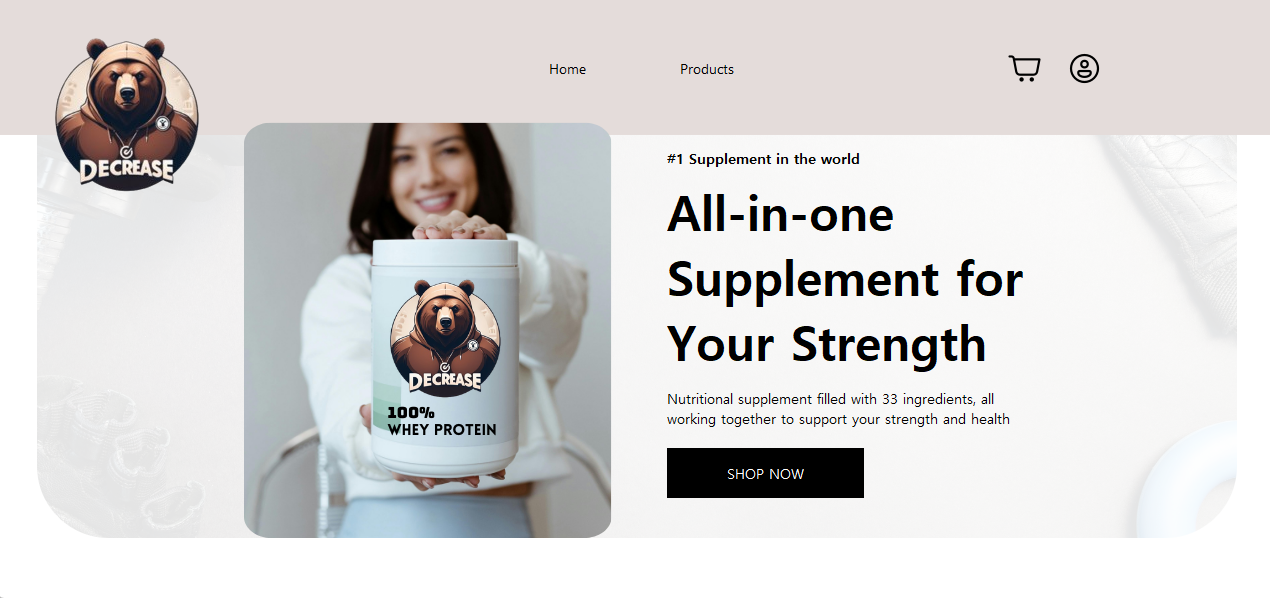 Home
Products
DECREASE
#1 Supplement in the world
All-in-one
Supplement for
Your Strength
Nutritional supplement filled with 33 ingredients, all
working together to support your strength and health
SHOP NOW
DECREASE
100%
WHEY PROTEIN